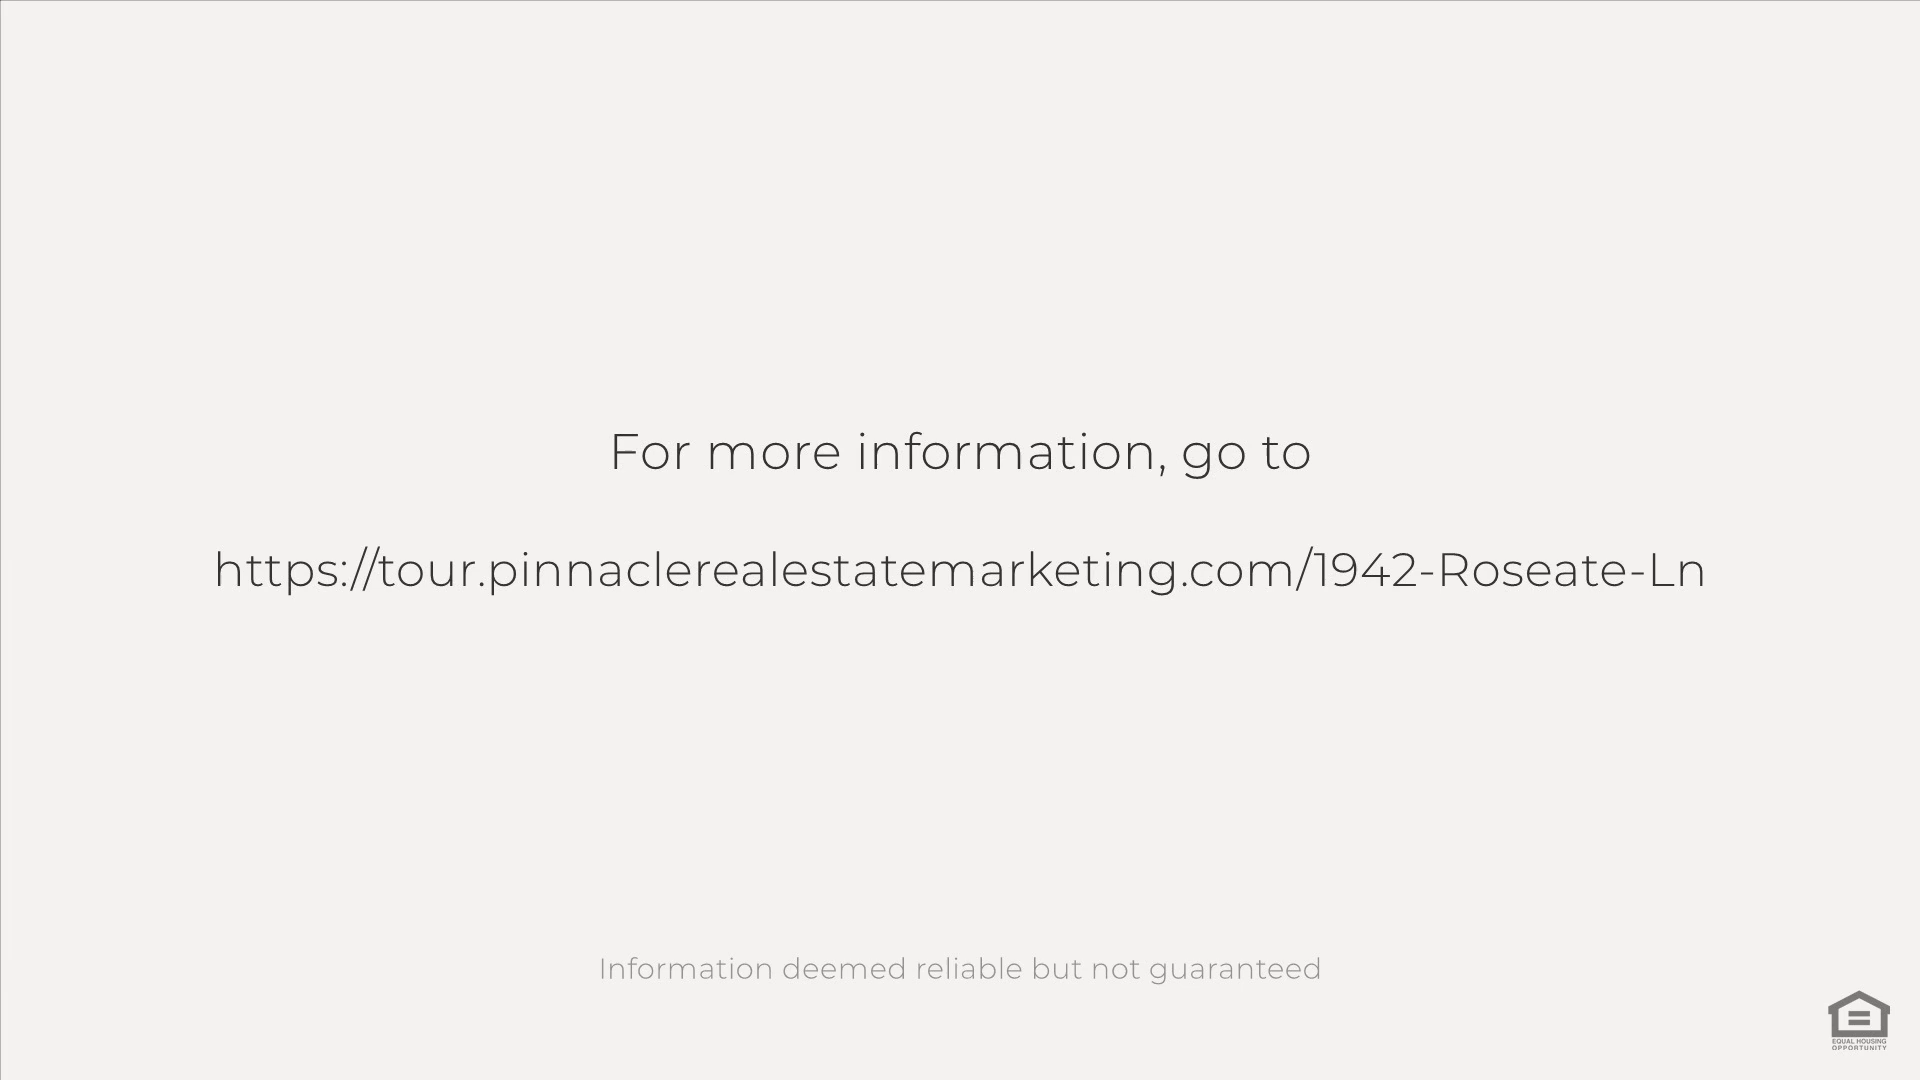 For more information, go to
https://tour.pinnaclerealestatemarketing.com/1942-Roseate-Ln
Information deemed reliable but not guaranteed
EQUAL HOUSING
OPPORTUNITY